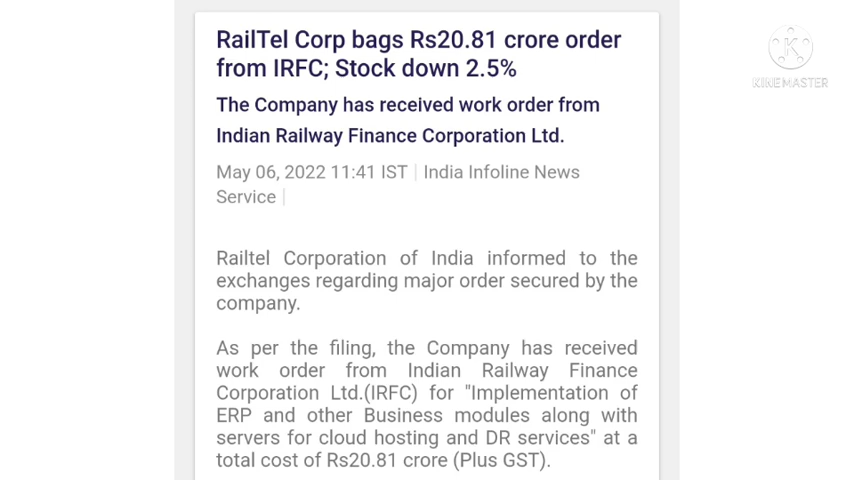 RailTel Corp bags Rs20.81 crore order
from IRFC; Stock down 2.5%
The Company has received work order from
Indian Railway Finance Corporation Ltd.
May 06, 2022 11:41 IST | India Infoline News
Service |
Railtel Corporation of India informed to the
exchanges regarding major order secured by the
company.
As per the filing, the Company has received
work order from Indian Railway Finance
Corporation Ltd.(IRFC) for "Implementation of
ERP and other Business modules along with
servers for cloud hosting and DR services" at a
total cost of Rs20.81 crore (Plus GST).
K
KINEMASTER